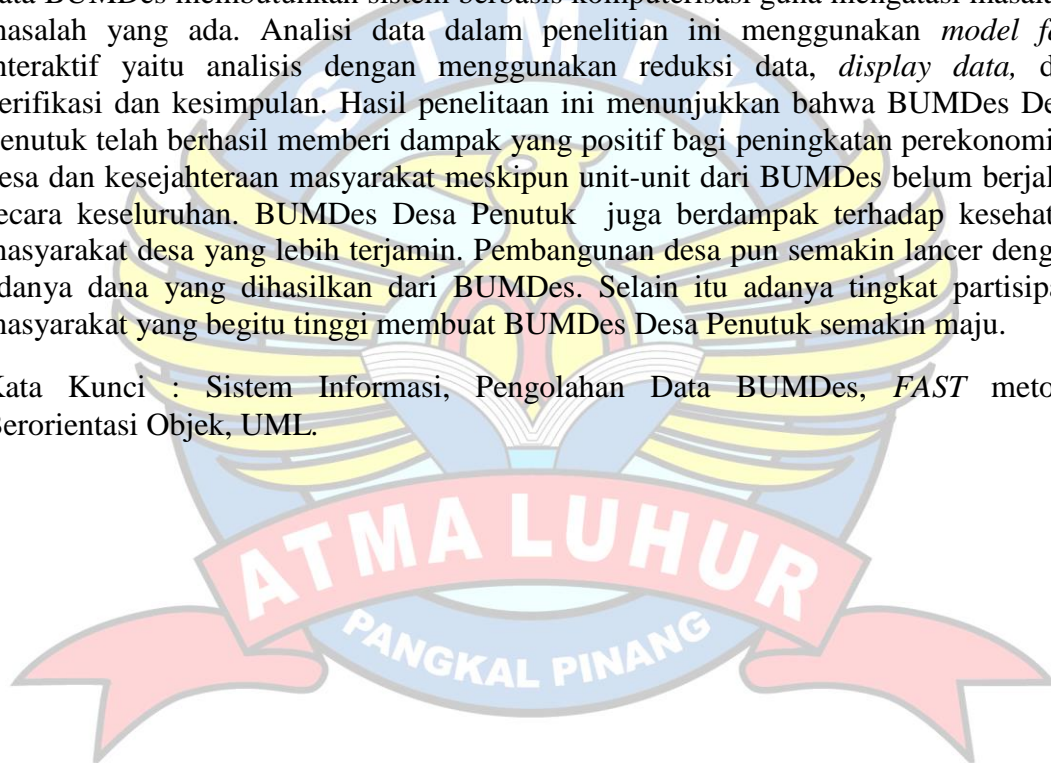 ata BUMDes membutuhkan sistem berbasis komputerisasi guna mengatasi masala
masalah yang ada. Analisi data dalam penelitian ini menggunakan model fa
nteraktif yaitu analisis dengan menggunakan reduksi data, display data, d
erifikasi dan kesimpulan. Hasil penelitaan ini menunjukkan bahwa BUMDes De
enutuk telah berhasil memberi dampak yang positif bagi peningkatan perekonomi
esa dan kesejahteraan masyarakat meskipun unit-unit dari BUMDes belum berjal
ecara keseluruhan. BUMDes Desa Penutuk juga berdampak terhadap kesehat
masyarakat desa yang lebih terjamin. Pembangunan desa pun semakin lancer denga
danya dana yang dihasilkan dari BUMDes. Selain itu adanya tingkat partisipa
masyarakat yang begitu tinggi membuat BUMDes Desa Penutuk semakin maju.
Kata Kunci : Sistem Informasi, Pengolahan Data BUMDes, FAST meto
Berorientasi Objek, UML.
STMIK
ATMA LUHUR
PANGKAL PINANG